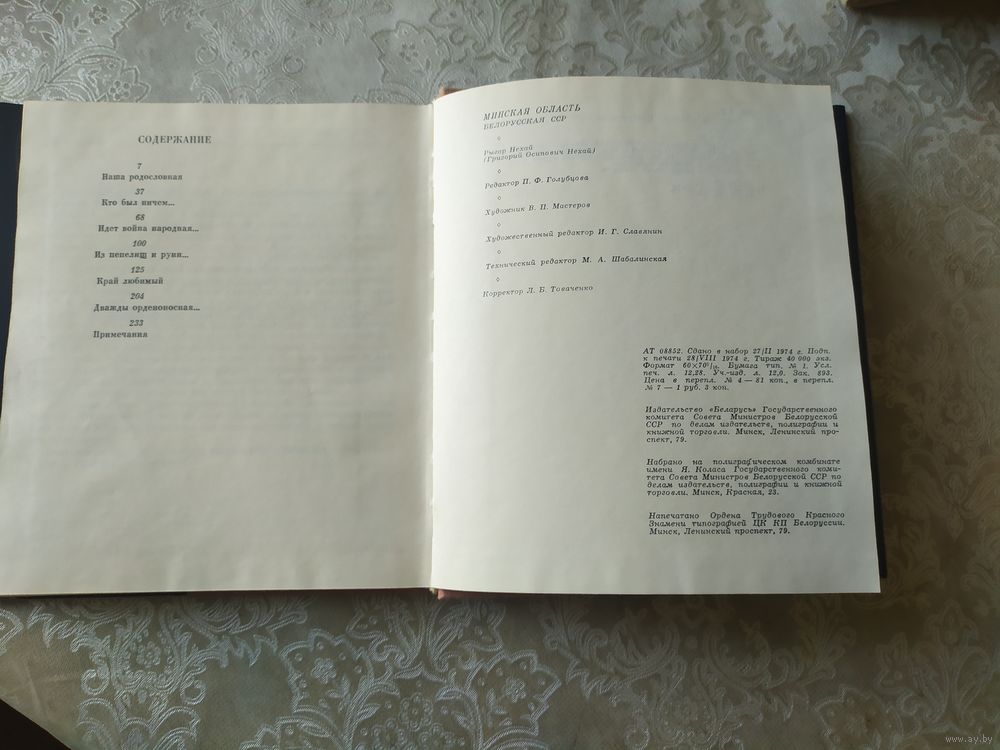 СОДЕРЖАНИЕ
7
Наша родословная
37
Кто был ничем...
68
Идет война народная...
100
Из пепелищ и руин...
125
Край любимый
204
Дважды орденоносная...
233
Примечания
МИНСКАЯ ОБЛАСТЬ
БЕЛОРУССКАЯ ССР
Рыгор Нехай
(Григорий Осипович Нехай)
Редактор П. Ф. Голубцова
Художник В. П. Мастеров
Художественный редактор И. Г. Славянин
Технический редактор М. А. Шабалинская
Корректор Л. Б. Товаченко
АТ 08852. Сдано в набор 27/II 1974 г. Подп.
к печати 28/VIII 1974 г. Тираж 40 000 экз.
Формат 60×70¹/₁₆. Бумага тип. № 1. Усл.
печ. л. 12,28. Уч.-изд. л. 12,0. Зак. 893.
Цена в перепл. № 4 — 81 коп., в перепл.
№ 7 — 1 руб. 3 коп.
Издательство «Беларусь» Государственного
комитета Совета Министров Белорусской
ССР по делам издательств, полиграфии и
книжной торговли. Минск, Ленинский про-
спект, 79.
Набрано на полиграфическом комбинате
имени Я. Коласа Государственного коми-
тета Совета Министров Белорусской ССР по
делам издательств, полиграфии и книжной
торговли. Минск, Красная, 23.
Напечатано Ордена Трудового Красного
Знамени типографией ЦК КП Белоруссии.
Минск, Ленинский проспект, 79.
www.ay.by